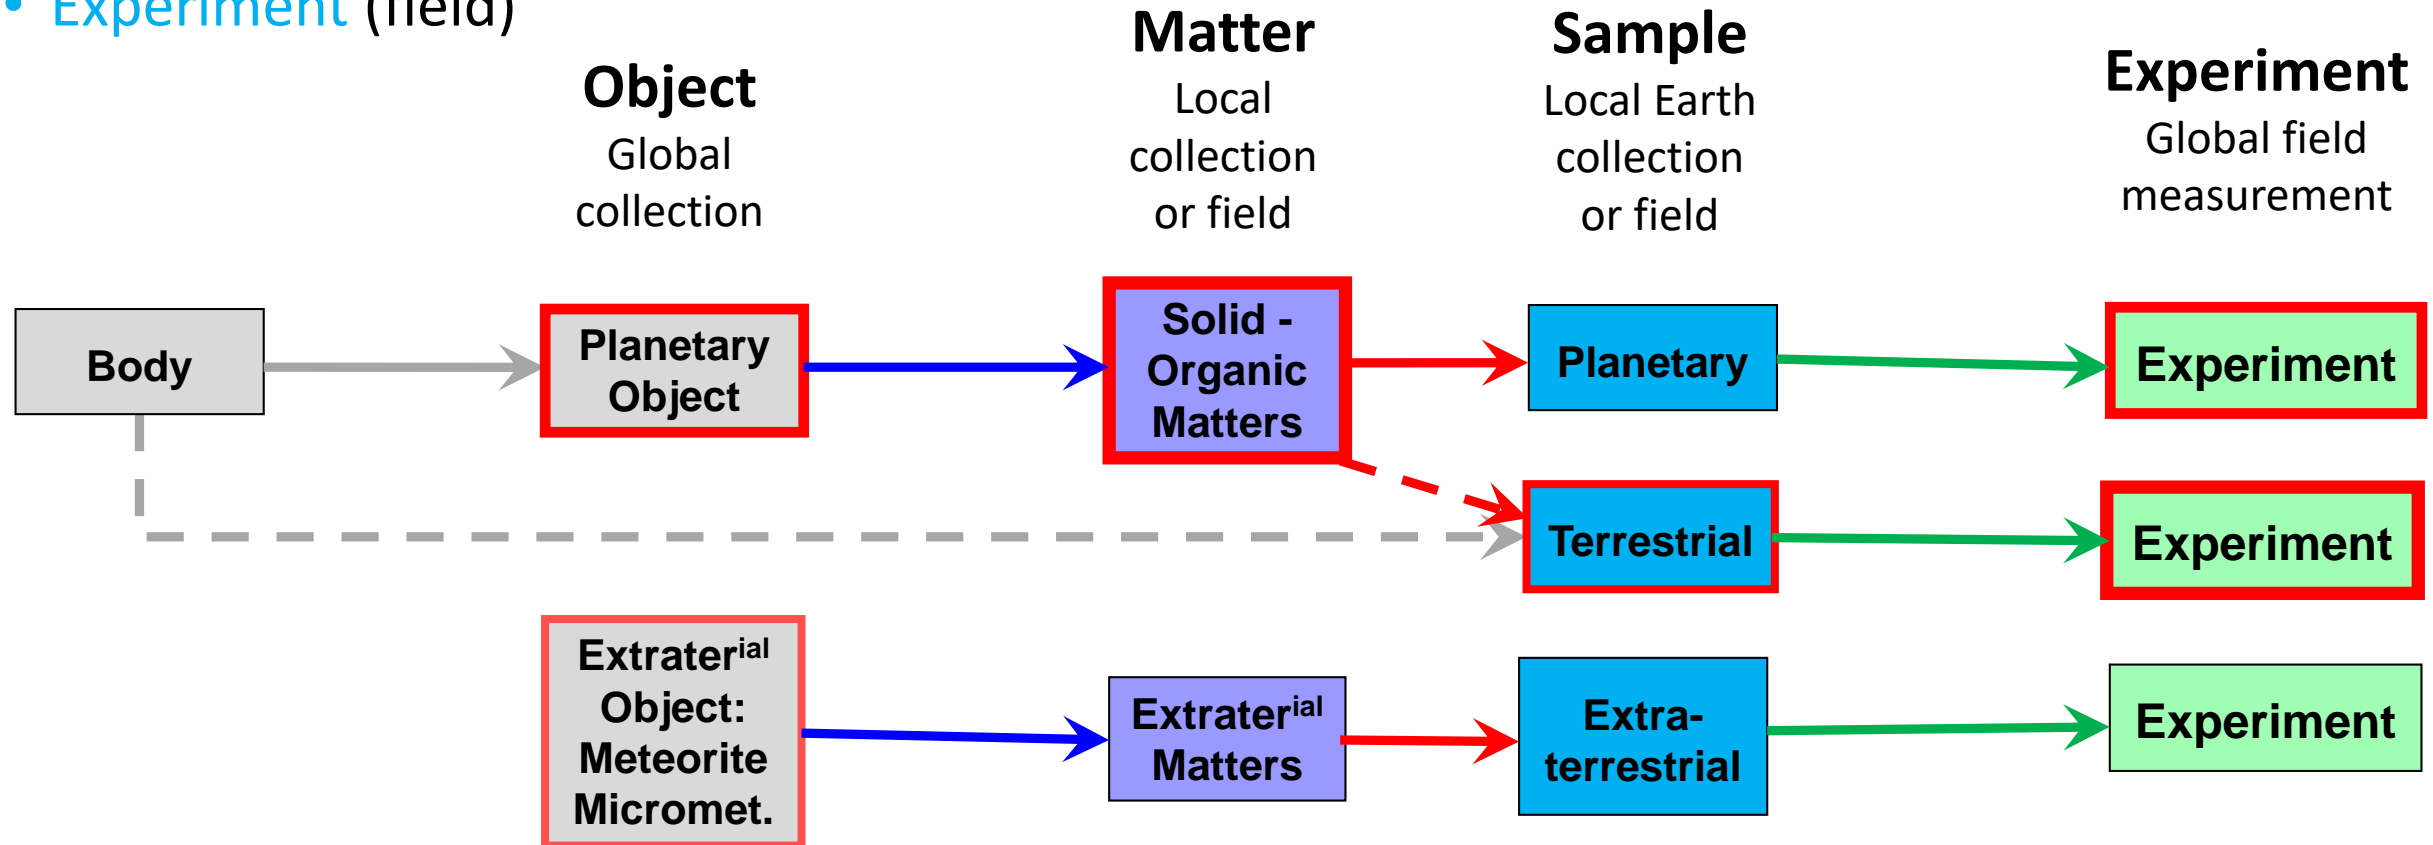 • Experiment (field)
Object
Global
collection
Matter
Local
collection
or field
Sample
Local Earth
collection
or field
Experiment
Global field
measurement
Body
Planetary
Object
Solid -
Organic
Matters
Planetary
Experiment
Terrestrial
Experiment
Extraterial
Object:
Meteorite
Micromet.
Extraterial
Matters
Extra-
terrestrial
Experiment